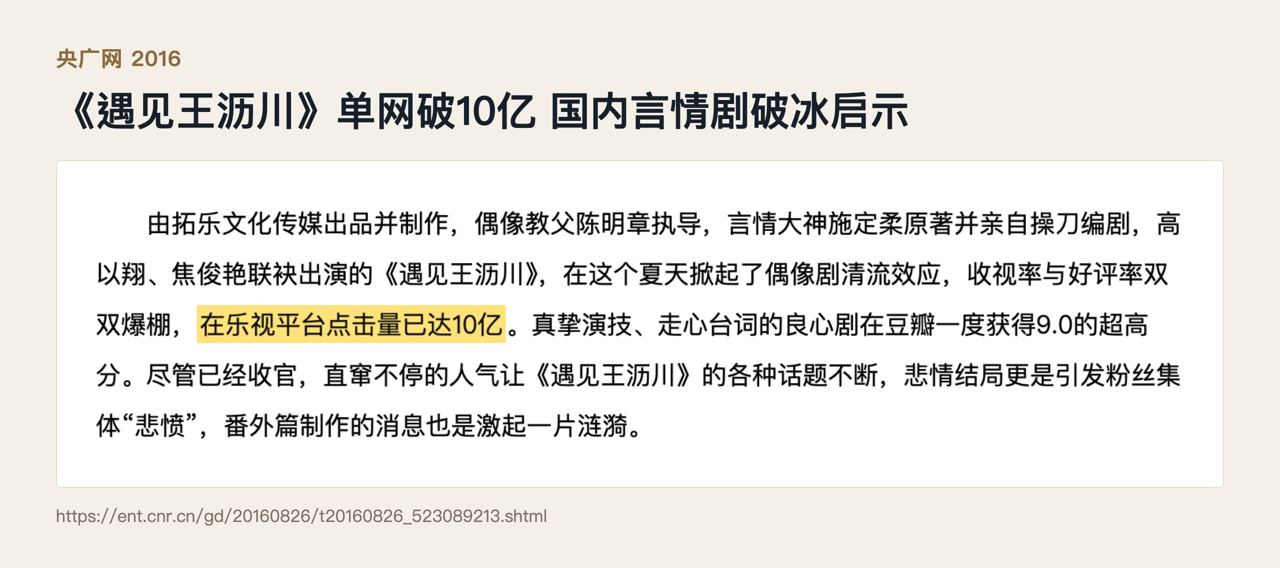 央广网 2016
《遇见王沥川》单网破10亿 国内言情剧破冰启示
由拓乐文化传媒出品并制作，偶像教父陈明章执导，言情大神施定柔原著并亲自操刀编剧，高
以翔、焦俊艳联袂出演的《遇见王沥川》，在这个夏天掀起了偶像剧清流效应，收视率与好评率双
双爆棚，在乐视平台点击量已达10亿。真挚演技、走心台词的良心剧在豆瓣一度获得9.0的超高
分。尽管已经收官，直窜不停的人气让《遇见王沥川》的各种话题不断，悲情结局更是引发粉丝集
体“悲愤”，番外篇制作的消息也是激起一片涟漪。
https://ent.cnr.cn/gd/20160826/t20160826_523089213.shtml